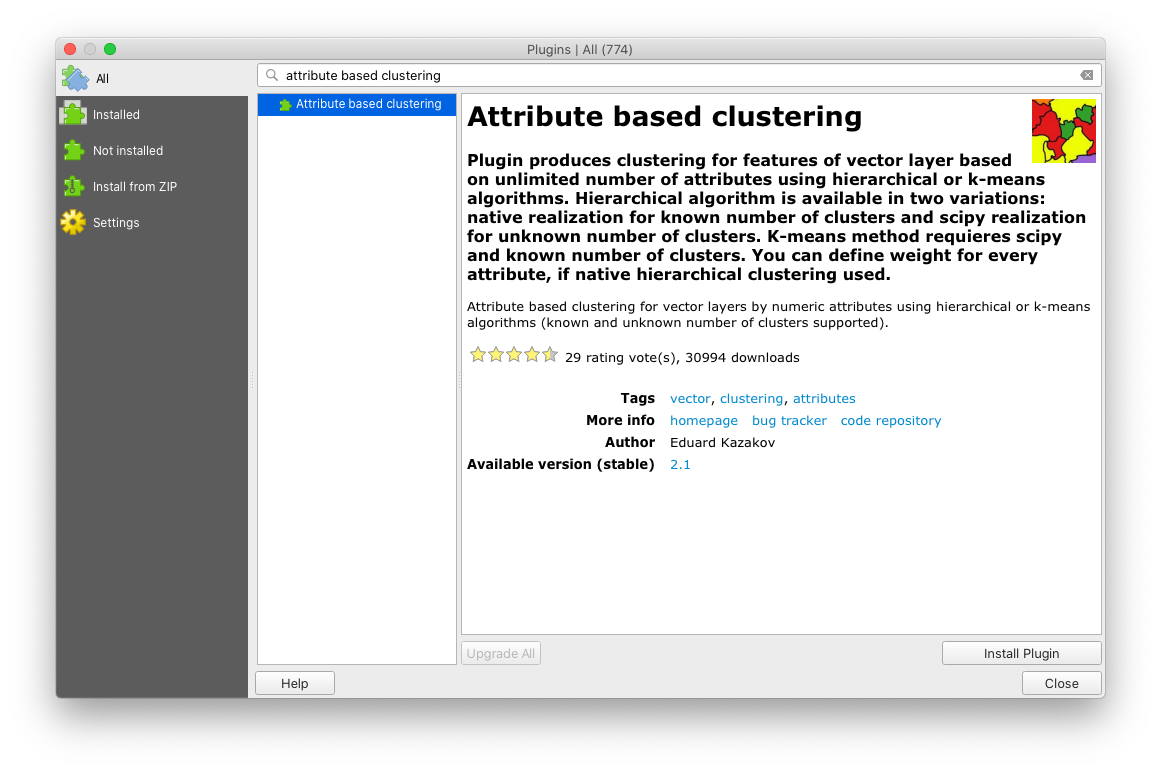 Plugins | All (774)
All
Installed
Not installed
Install from ZIP
Settings
attribute based clustering
Attribute based clustering
Attribute based clustering
Plugin produces clustering for features of vector layer based
on unlimited number of attributes using hierarchical or k-means
algorithms. Hierarchical algorithm is available in two variations:
native realization for known number of clusters and scipy realization
for unknown number of clusters. K-means method requieres scipy
and known number of clusters. You can define weight for every
attribute, if native hierarchical clustering used.
Attribute based clustering for vector layers by numeric attributes using hierarchical or k-means
algorithms (known and unknown number of clusters supported).
29 rating vote(s), 30994 downloads
Tags vector, clustering, attributes
More info homepage bug tracker code repository
Author Eduard Kazakov
Available version (stable) 2.1
Upgrade All Install Plugin
Help Close